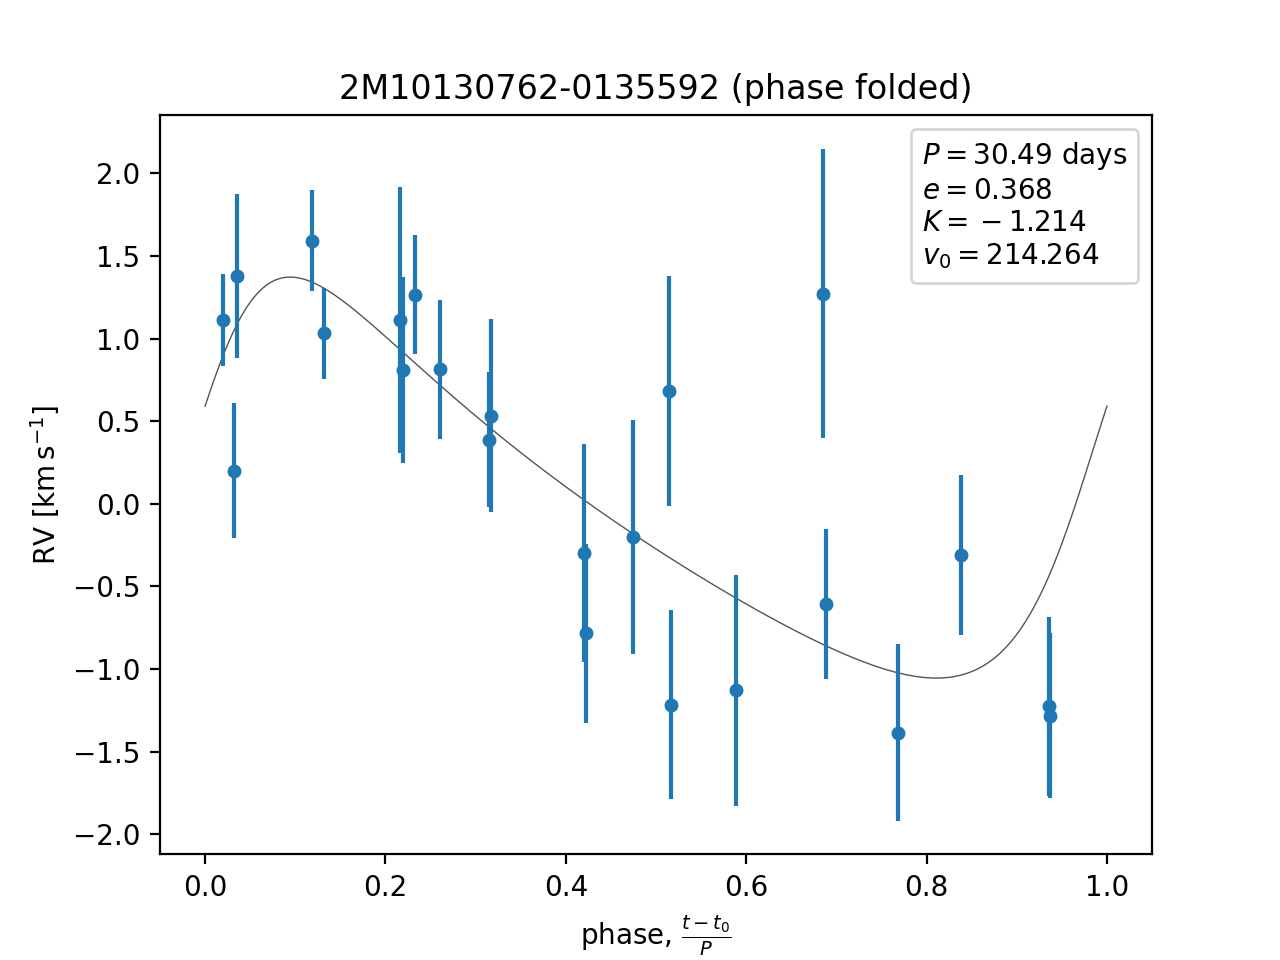 2M10130762-0135592 (phase folded)
P = 30.49 days
e = 0.368
K = −1.214
v₀ = 214.264
2.0
1.5
1.0
0.5
0.0
−0.5
−1.0
−1.5
−2.0
RV [km s⁻¹]
0.0 0.2 0.4 0.6 0.8 1.0
phase, (t − t₀)/P